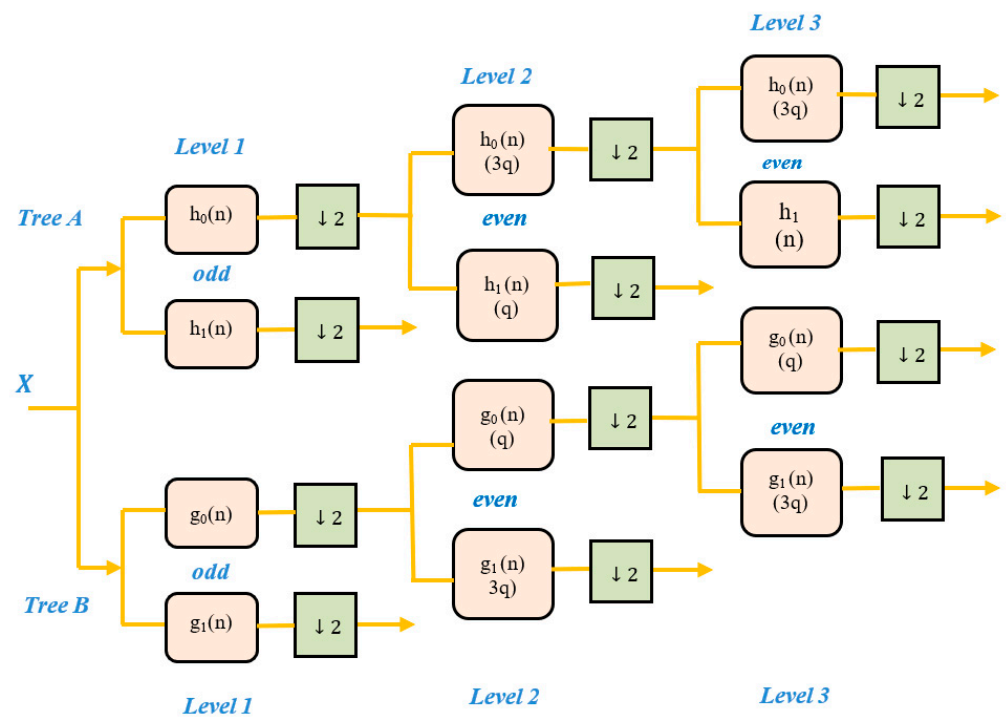 Level 3
Level 2
h₀(n)
(3q)
↓ 2
Level 1
h₀(n)
(3q)
↓ 2
even
Tree A
h₀(n)
↓ 2
even
h₁
(n)
↓ 2
odd
h₁(n)
(q)
↓ 2
h₁(n)
↓ 2
g₀(n)
(q)
↓ 2
X
g₀(n)
(q)
↓ 2
even
g₁(n)
(3q)
↓ 2
g₀(n)
↓ 2
even
odd
g₁(n)
3q)
↓ 2
Tree B
g₁(n)
↓ 2
Level 1
Level 2
Level 3